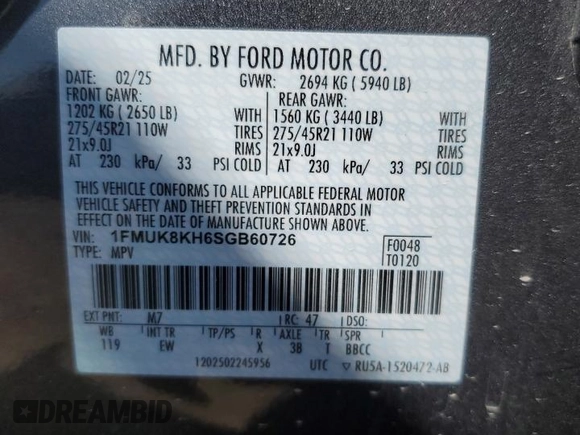 MFD. BY FORD MOTOR CO.
DATE: 02/25 GVWR: 2694 KG (5940 LB)
FRONT GAWR: REAR GAWR:
1202 KG (2650 LB) WITH 1560 KG (3440 LB) WITH
275/45R21 110W TIRES 275/45R21 110W TIRES
21x9.0J RIMS 21x9.0J RIMS
AT 230 kPa/ 33 PSI COLD AT 230 kPa/ 33 PSI COLD
THIS VEHICLE CONFORMS TO ALL APPLICABLE FEDERAL MOTOR
VEHICLE SAFETY AND THEFT PREVENTION STANDARDS IN
EFFECT ON THE DATE OF MANUFACTURE SHOWN ABOVE.
VIN: 1FMUK8KH6SGB60726 F0048
TYPE: MPV T0120
EXT PNT: M7 RC: 47 DSO:
WB INT TR TP/PS R AXLE TR SPR
119 EW X 3B T BBCC
1202502245956 UTC ▽ RU5A-1520472-AB
DREAMBID